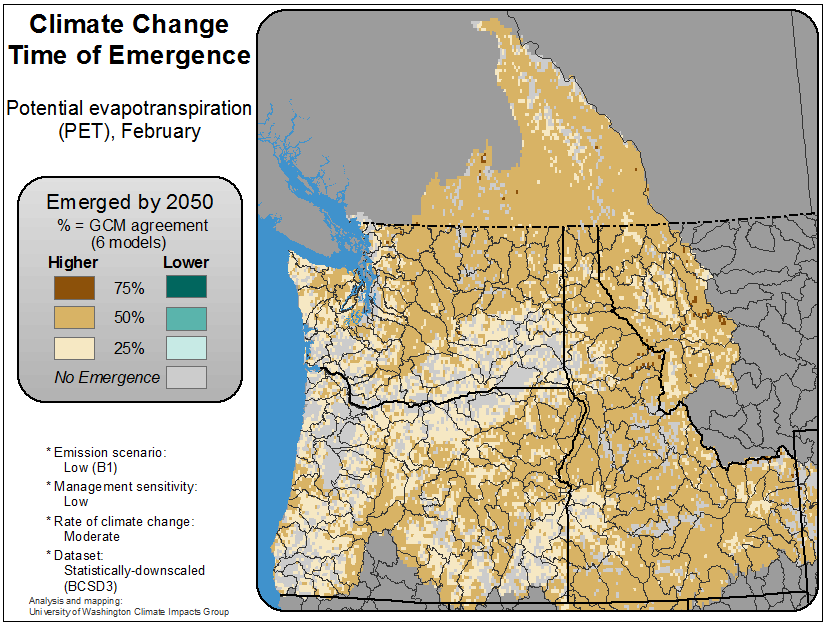 Climate Change
Time of Emergence
Potential evapotranspiration
(PET), February
Emerged by 2050
% = GCM agreement
(6 models)
Higher Lower
75%
50%
25%
No Emergence
* Emission scenario:
Low (B1)
* Management sensitivity:
Low
* Rate of climate change:
Moderate
* Dataset:
Statistically-downscaled
(BCSD3)
Analysis and mapping:
University of Washington Climate Impacts Group